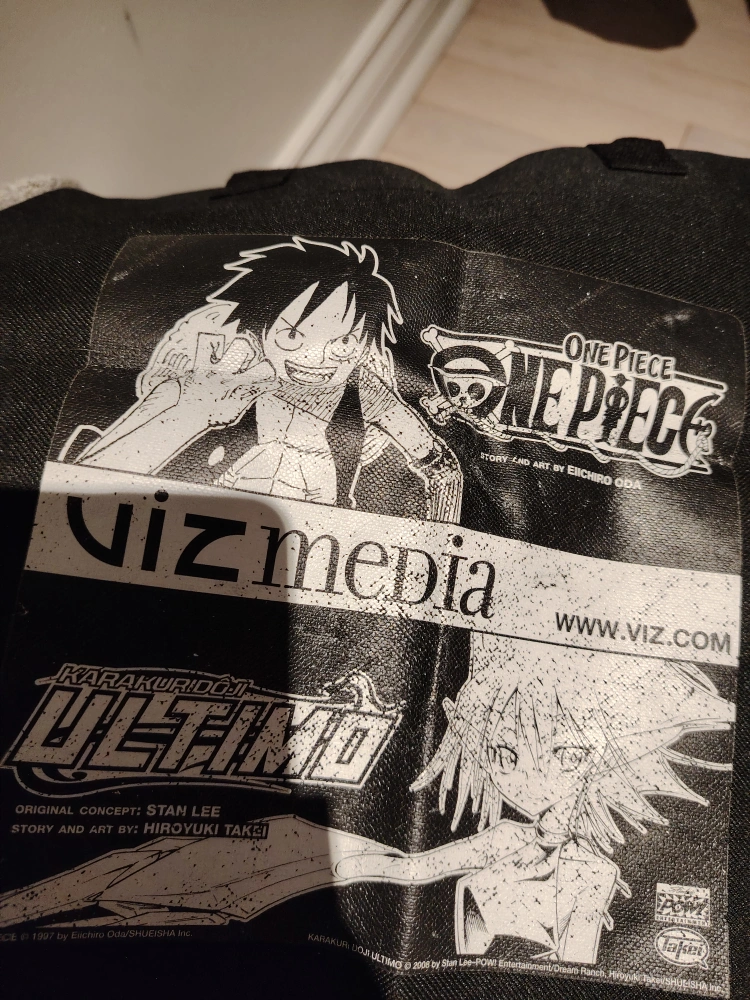 ONE PIECE
ONE PIECE
STORY AND ART BY EIICHIRO ODA
viz media
WWW.VIZ.COM
KARAKURIDÔJI
ULTIMO
ORIGINAL CONCEPT: STAN LEE
STORY AND ART BY: HIROYUKI TAKEI
POW!
Takei
© 1997 by Eiichiro Oda/SHUEISHA Inc.
KARAKURI DOJI ULTIMO © 2008 by Stan Lee-POW! Entertainment/Dream Ranch, Hiroyuki Takei/SHUEISHA Inc.